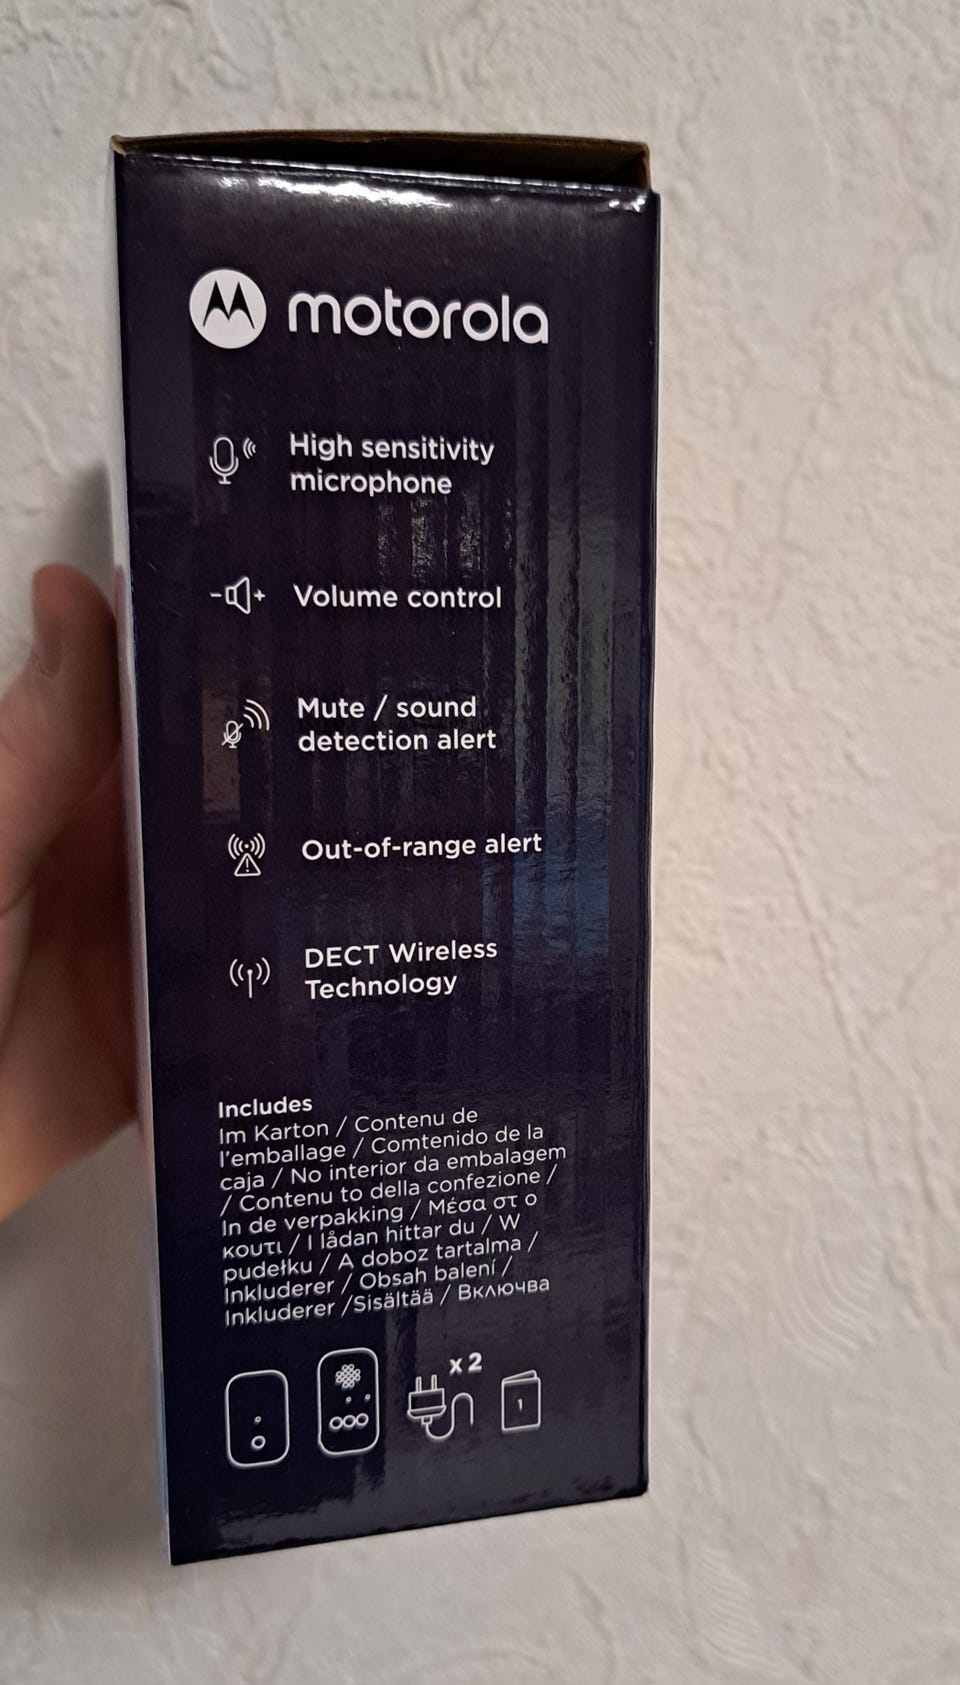 motorola
High sensitivity
microphone
Volume control
Mute / sound
detection alert
Out-of-range alert
DECT Wireless
Technology
Includes
Im Karton / Contenu de
l'emballage / Comtenido de la
caja / No interior da embalagem
/ Contenu to della confezione /
In de verpakking / Μέσα στ ο
κουτι / I lådan hittar du / W
pudełku / A doboz tartalma /
Inkluderer / Obsah balení /
Inkluderer /Sisältää / Включва
x 2
1